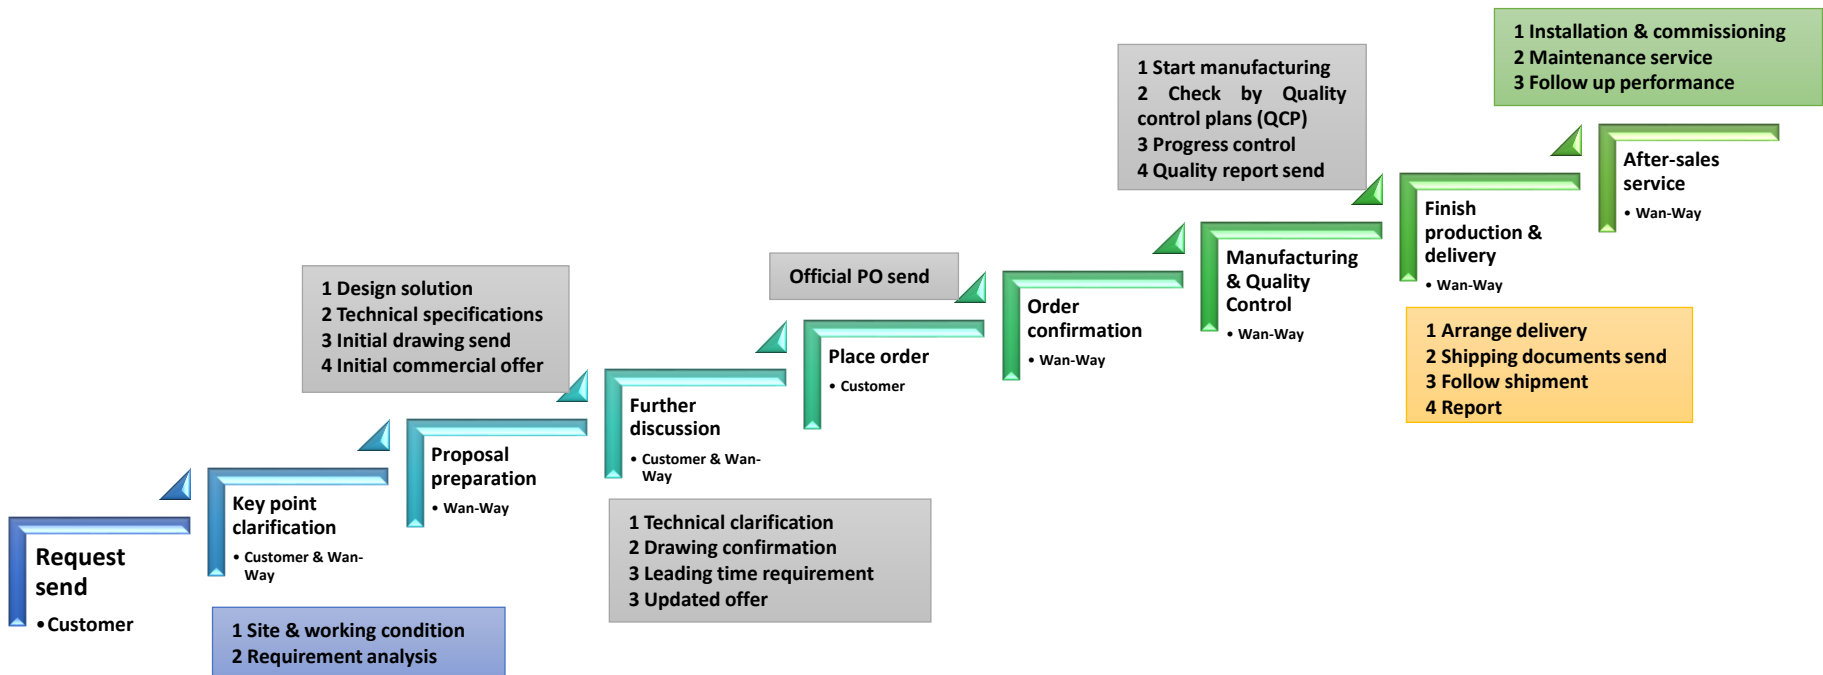 Request
send
•Customer
Key point
clarification
• Customer & Wan-
Way
1 Site & working condition
2 Requirement analysis
Proposal
preparation
• Wan-Way
1 Design solution
2 Technical specifications
3 Initial drawing send
4 Initial commercial offer
Further
discussion
• Customer & Wan-
Way
1 Technical clarification
2 Drawing confirmation
3 Leading time requirement
3 Updated offer
Place order
• Customer
Official PO send
Order
confirmation
• Wan-Way
Manufacturing
& Quality
Control
• Wan-Way
1 Start manufacturing
2 Check by Quality
control plans (QCP)
3 Progress control
4 Quality report send
Finish
production &
delivery
• Wan-Way
1 Arrange delivery
2 Shipping documents send
3 Follow shipment
4 Report
After-sales
service
• Wan-Way
1 Installation & commissioning
2 Maintenance service
3 Follow up performance